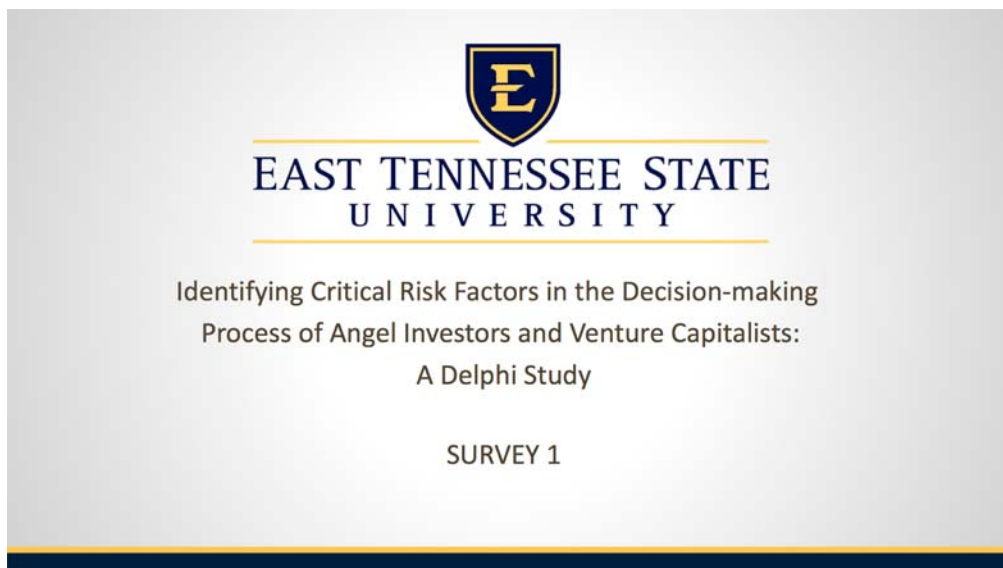 E
EAST TENNESSEE STATE
UNIVERSITY
Identifying Critical Risk Factors in the Decision-making
Process of Angel Investors and Venture Capitalists:
A Delphi Study
SURVEY 1